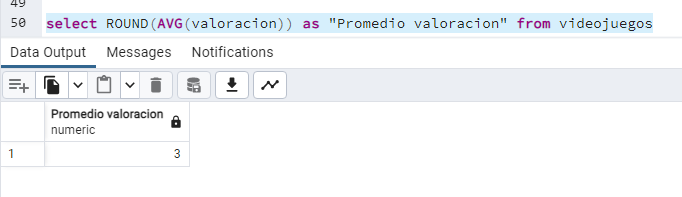 49
50 select ROUND(AVG(valoracion)) as "Promedio valoracion" from videojuegos
Data Output Messages Notifications
Promedio valoracion
numeric
1 3